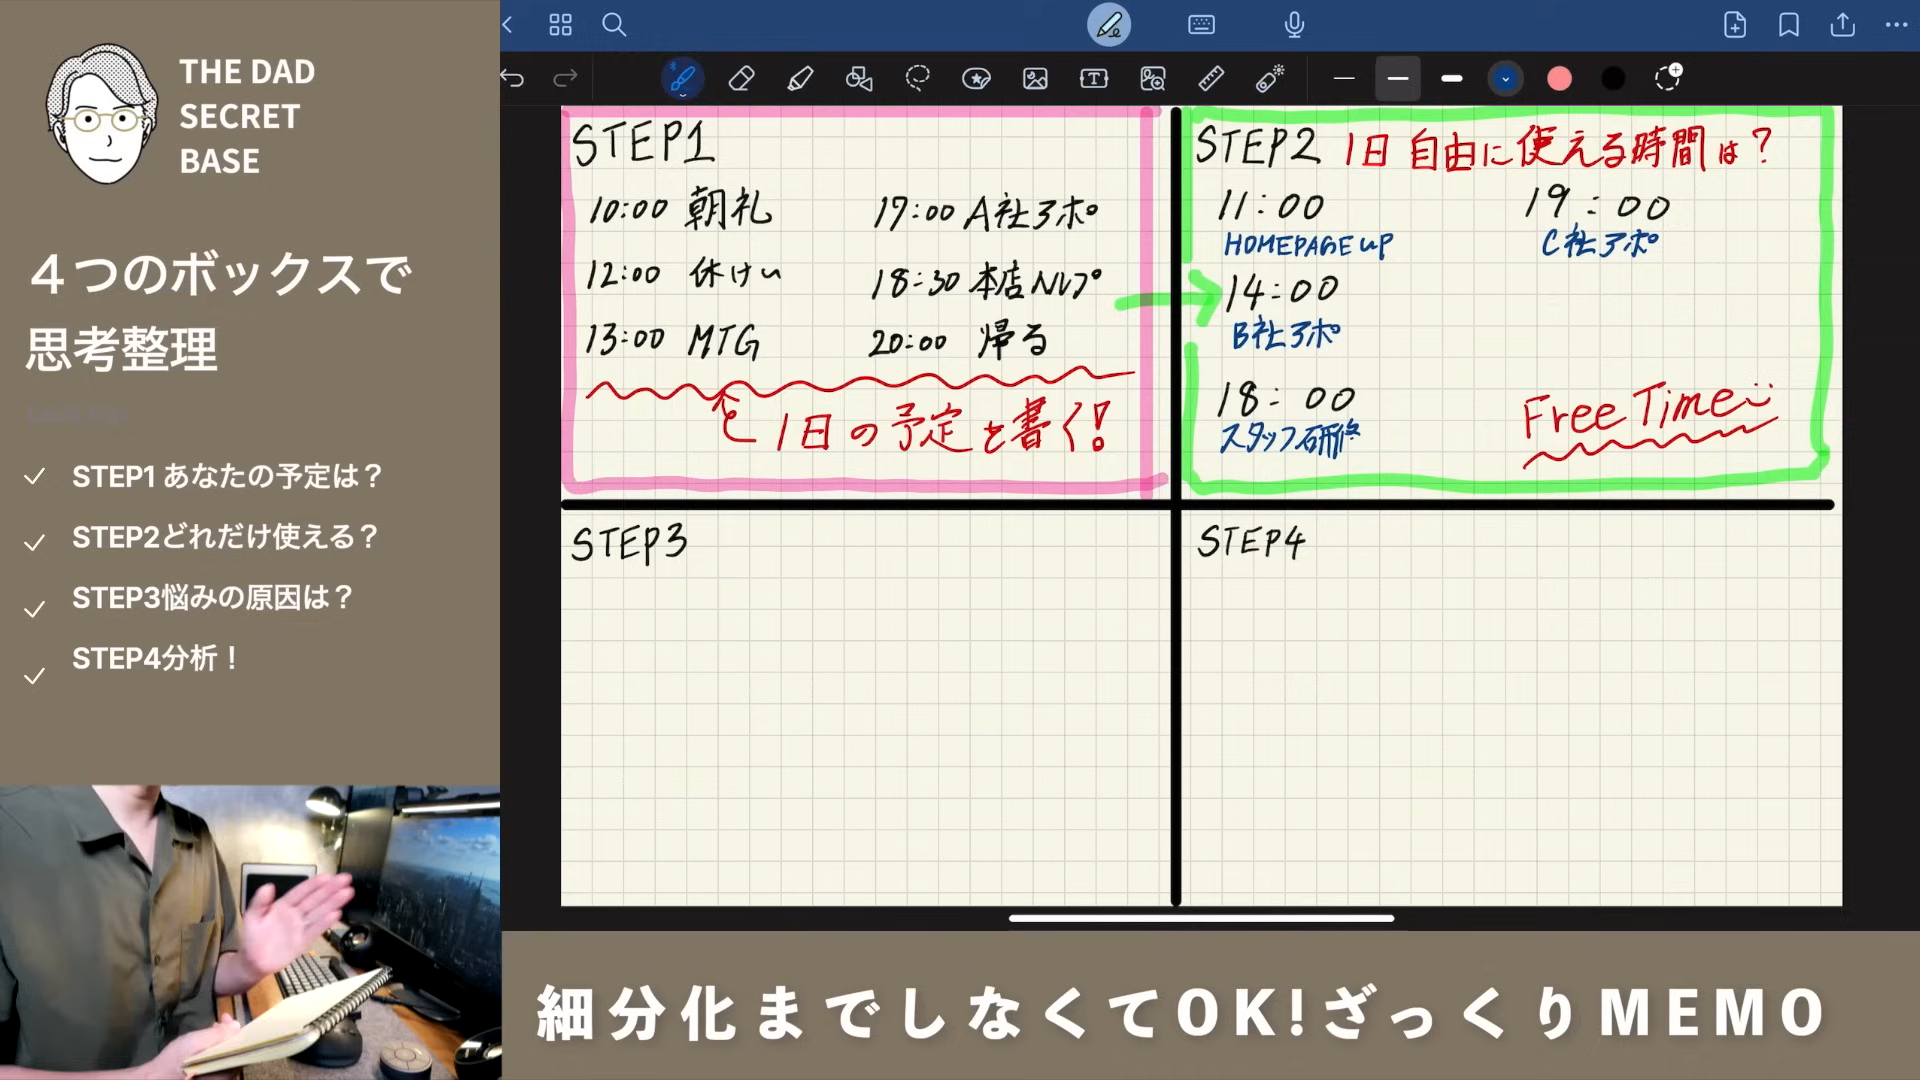 THE DAD
SECRET
BASE
４つのボックスで
思考整理
STEP1 あなたの予定は？
STEP2どれだけ使える？
STEP3悩みの原因は？
STEP4分析！
STEP1
10:00 朝礼
12:00 休けい
13:00 MTG
17:00 A社アポ
18:30 本店ヘルプ
20:00 帰る
1日の予定を書く!
STEP2 1日自由に使える時間は?
11:00
HOMEPAGE UP
14:00
B社アポ
18:00
スタッフ研修
19:00
C社アポ
Free Time
STEP3
STEP4
細分化までしなくてOK!ざっくりMEMO